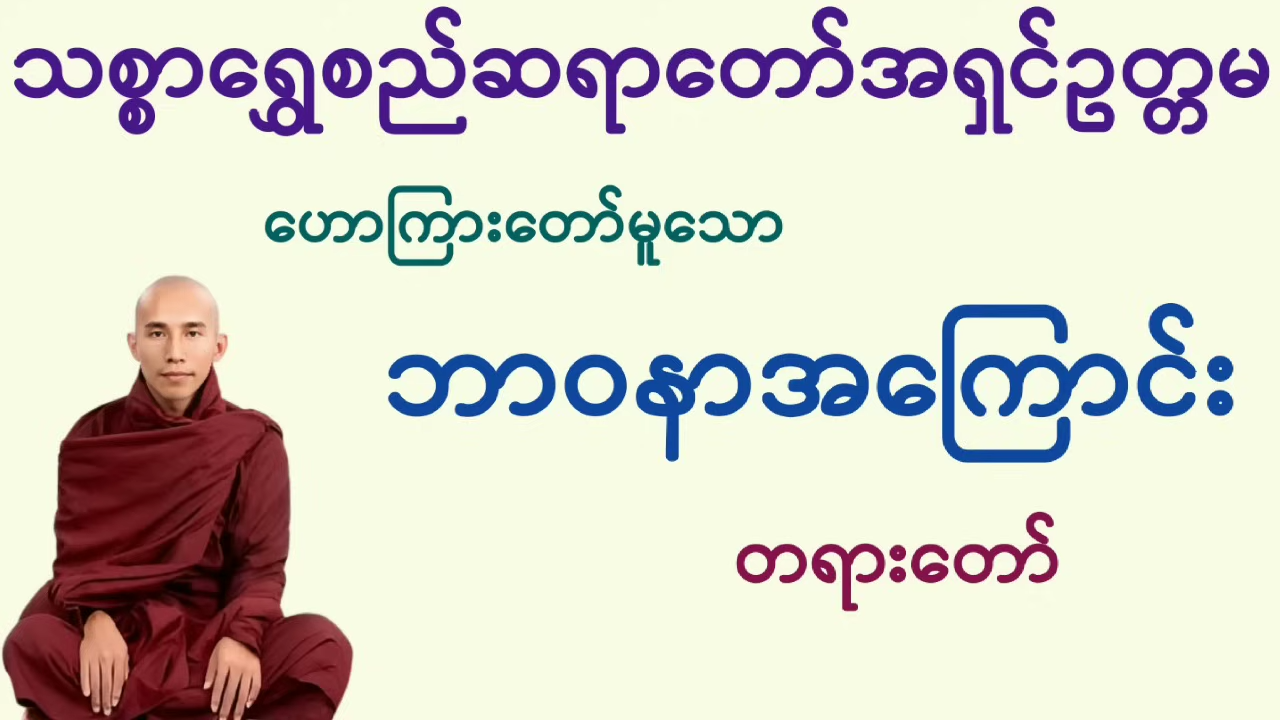 သစ္စာရွှေစည်ဆရာတော်အရှင်ဥတ္တမ
ဟောကြားတော်မူသော
ဘာဝနာအကြောင်း
တရားတော်